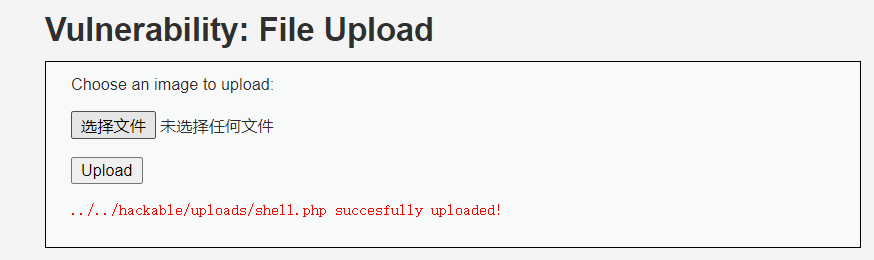 Vulnerability: File Upload
Choose an image to upload:
选择文件 未选择任何文件
Upload
../../hackable/uploads/shell.php succesfully uploaded!